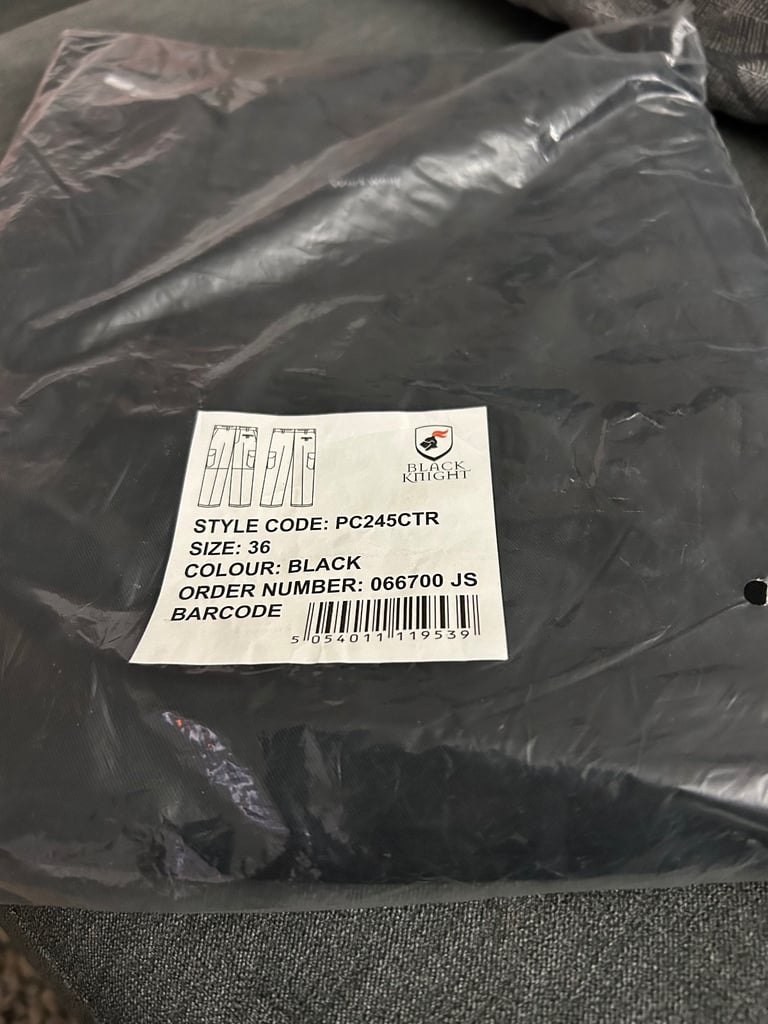 BLACK
KNIGHT
STYLE CODE: PC245CTR
SIZE: 36
COLOUR: BLACK
ORDER NUMBER: 066700 JS
BARCODE
5 054011 119539